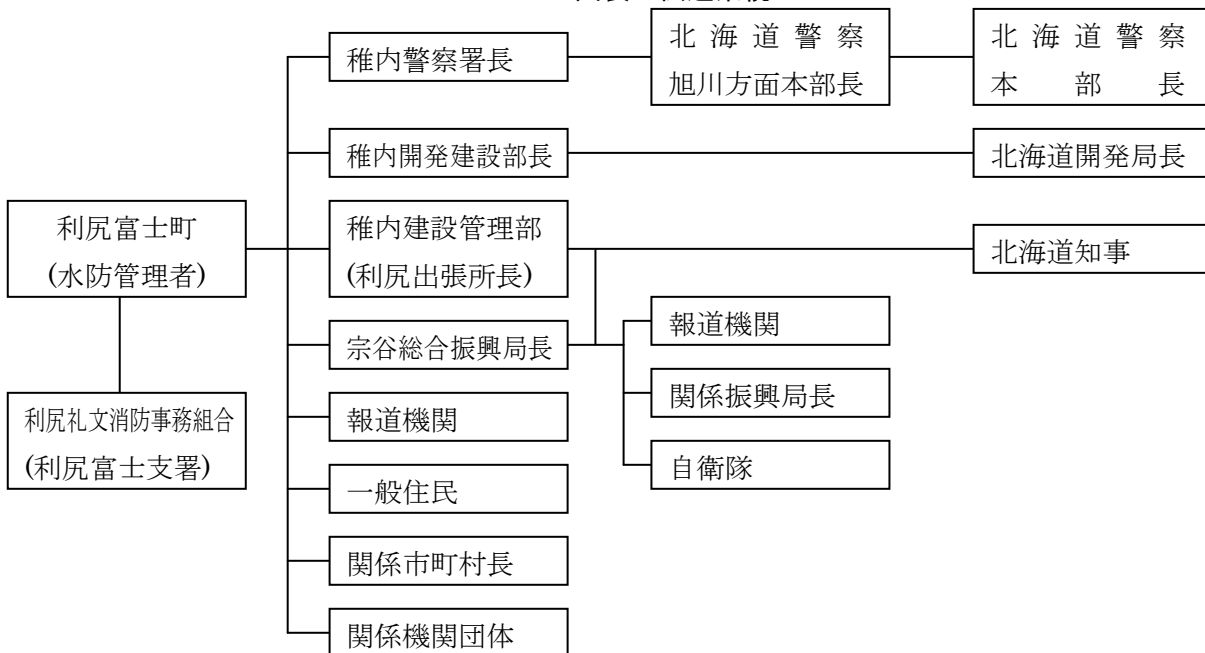 稚内警察署長
北海道警察
旭川方面本部長
北海道警察
本部長
稚内開発建設部長
北海道開発局長
利尻富士町
(水防管理者)
稚内建設管理部
(利尻出張所長)
北海道知事
宗谷総合振興局長
報道機関
関係振興局長
自衛隊
利尻礼文消防事務組合
(利尻富士支署)
報道機関
一般住民
関係市町村長
関係機関団体